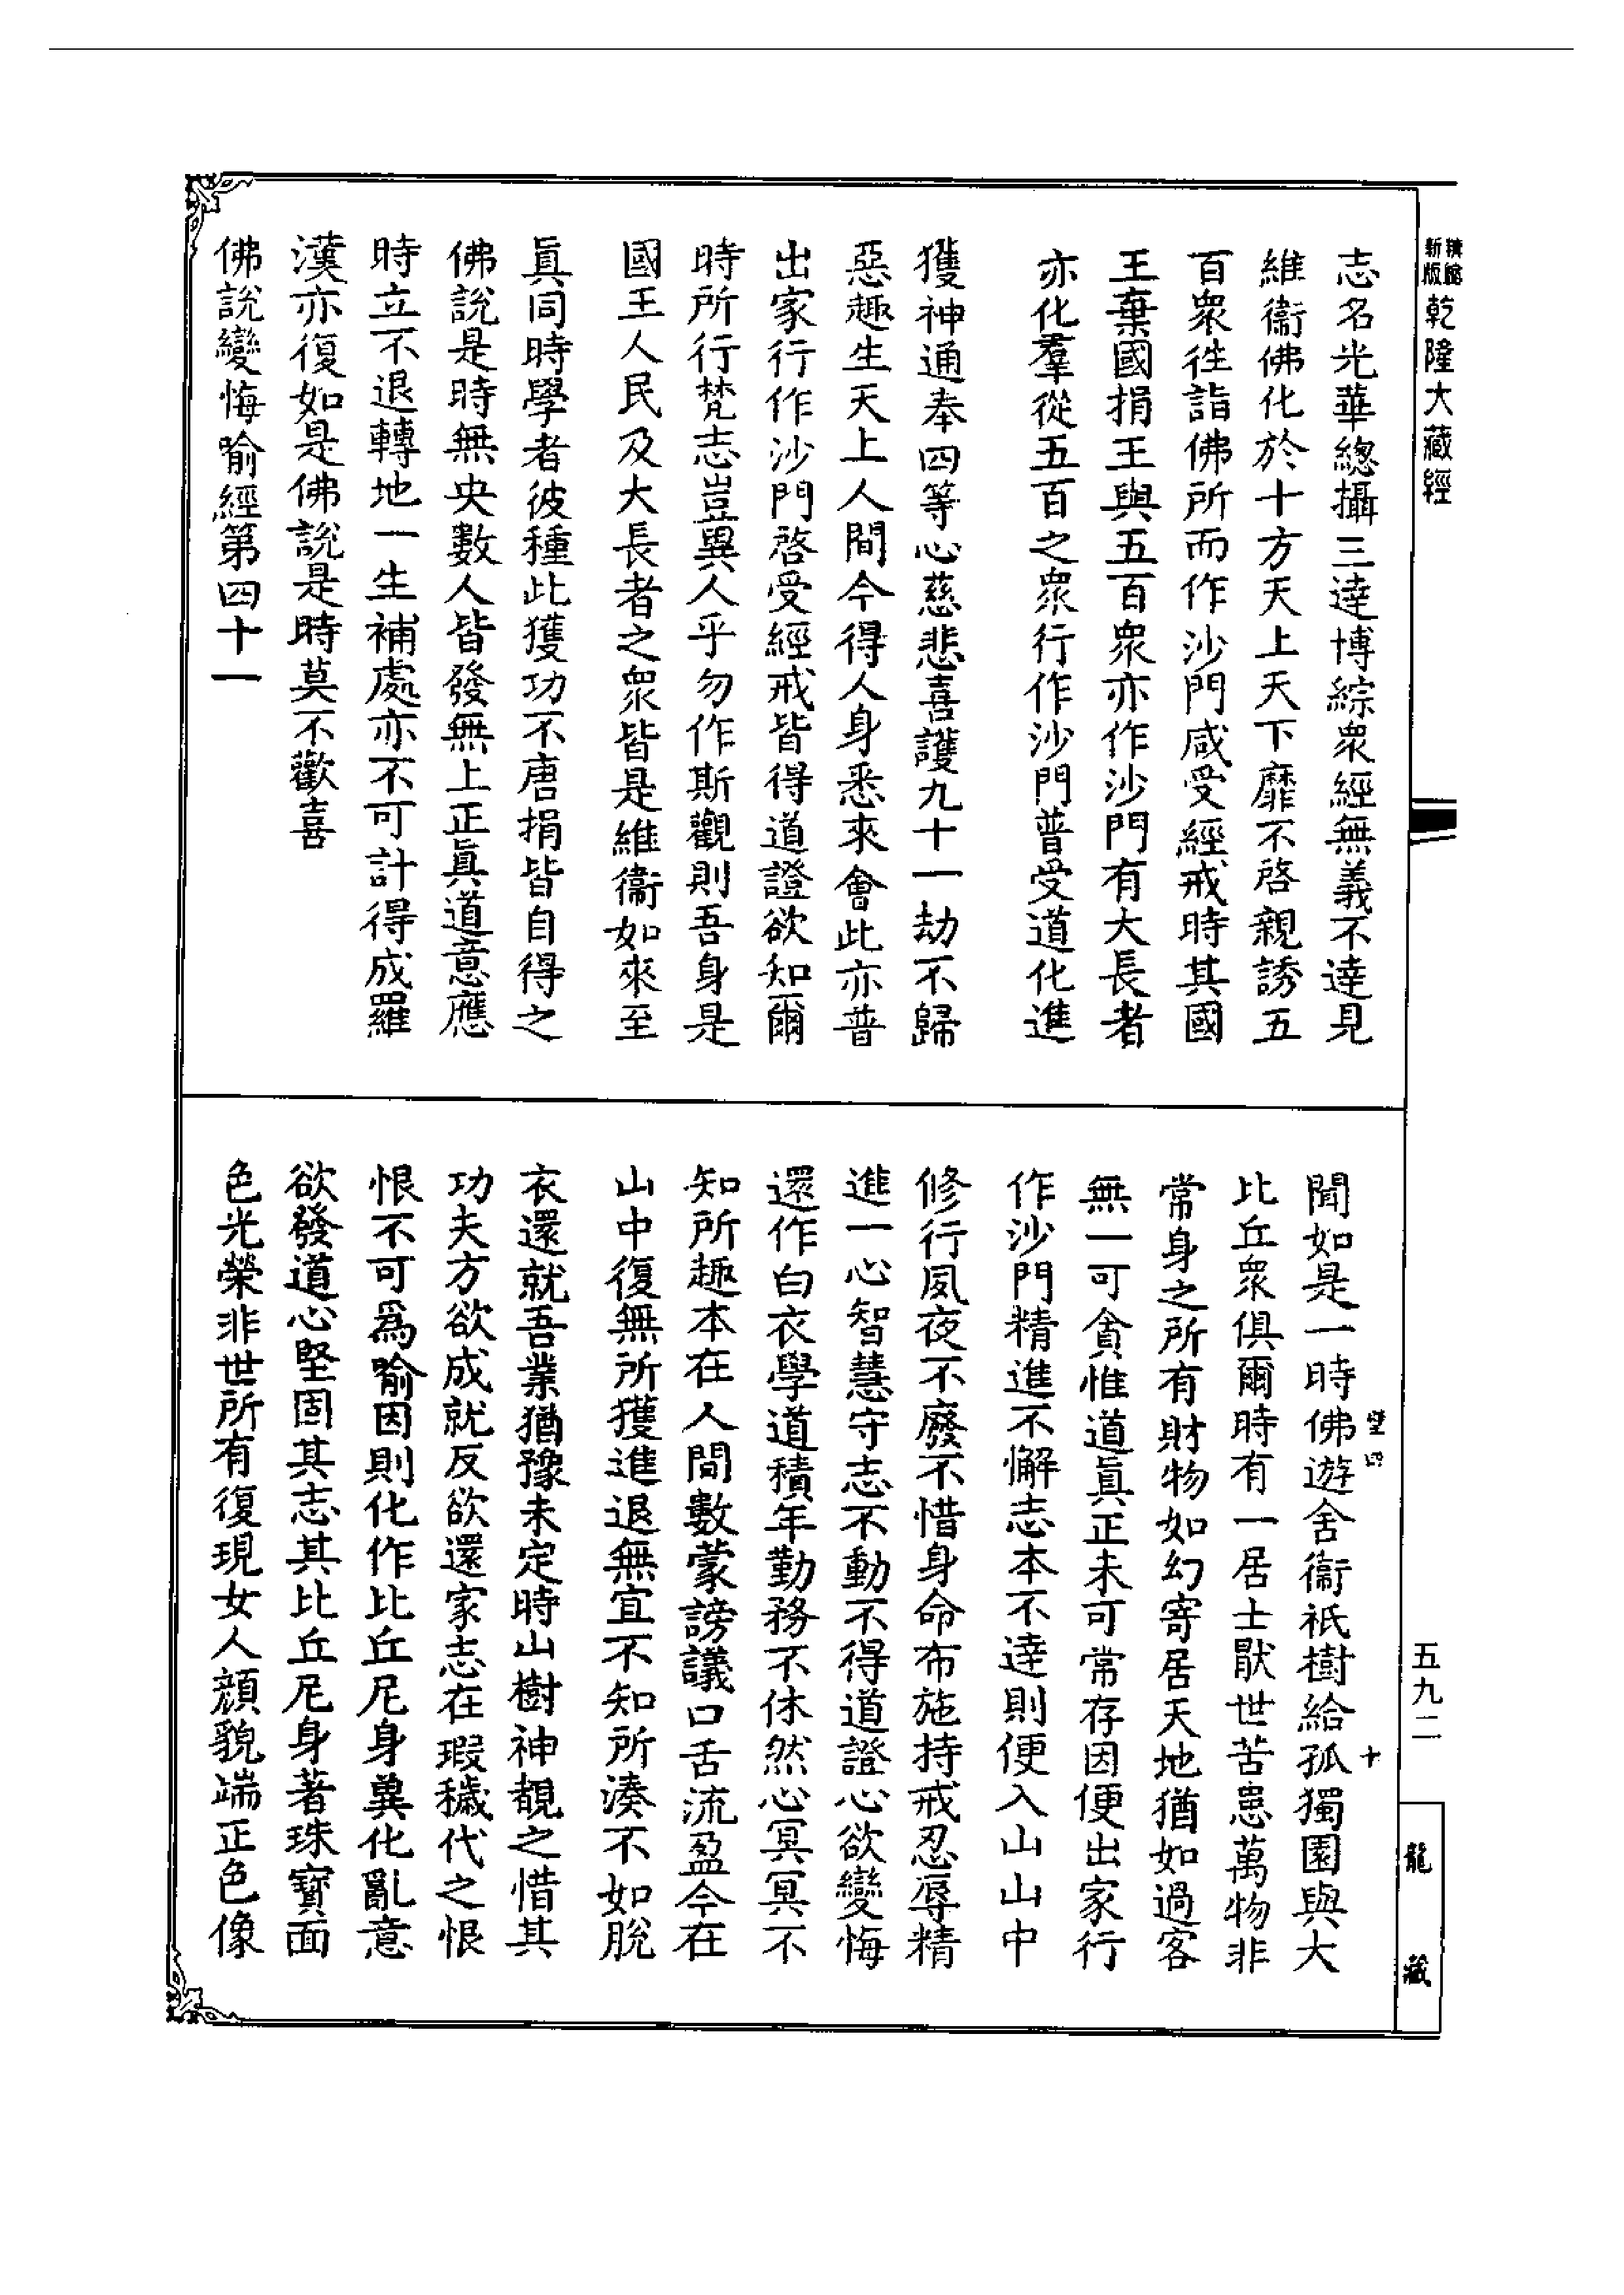 乾隆大藏經
志名光華總攝三達博綜眾經無義不達見
維衞佛化於十方天上天下靡不啓親誘五
百眾徃詣佛所而作沙門咸受經戒時其國
王棄國捐王與五百眾亦作沙門有大長者
亦化羣從五百之眾行作沙門普受道化進
獲神通奉四等心慈悲喜護九十一劫不歸
惡趣生天上人間今得人身悉來會此亦普
出家行作沙門啓受經戒皆得道證欲知爾
時所行梵志豈異人乎勿作斯觀則吾身是
國王人民及大長者之眾皆是維衞如來至
眞同時學者彼種此獲功不唐捐皆自得之
佛說是時無央數人皆發無上正眞道意應
時立不退轉地一生補處亦不可計得成羅
漢亦復如是佛說是時莫不歡喜
佛說變悔喻經第四十一
聞如是一時佛遊舍衞祇樹給孤獨園與大
比丘眾俱爾時有一居士猒世苦患萬物非
常身之所有財物如幻寄居天地猶如過客
無一可貪惟道眞正未可常存因便出家行
作沙門精進不懈志本不達則便入山山中
修行夙夜不廢不惜身命布施持戒忍辱精
進一心智慧守志不動不得道證心欲變悔
還作白衣學道積年勤務不休然心冥冥不
知所趣本在人間數蒙謗議口舌流盈今在
山中復無所獲進退無宜不知所湊不如脫
衣還就吾業猶豫未定時山樹神覩之惜其
功夫方欲成就反欲還家志在瑕穢代之恨
恨不可爲喻因則化作比丘尼身冀化亂意
欲發道心堅固其志其比丘尼身著珠寶面
色光榮非世所有復現女人顏貌端正色像
五九二
龍藏